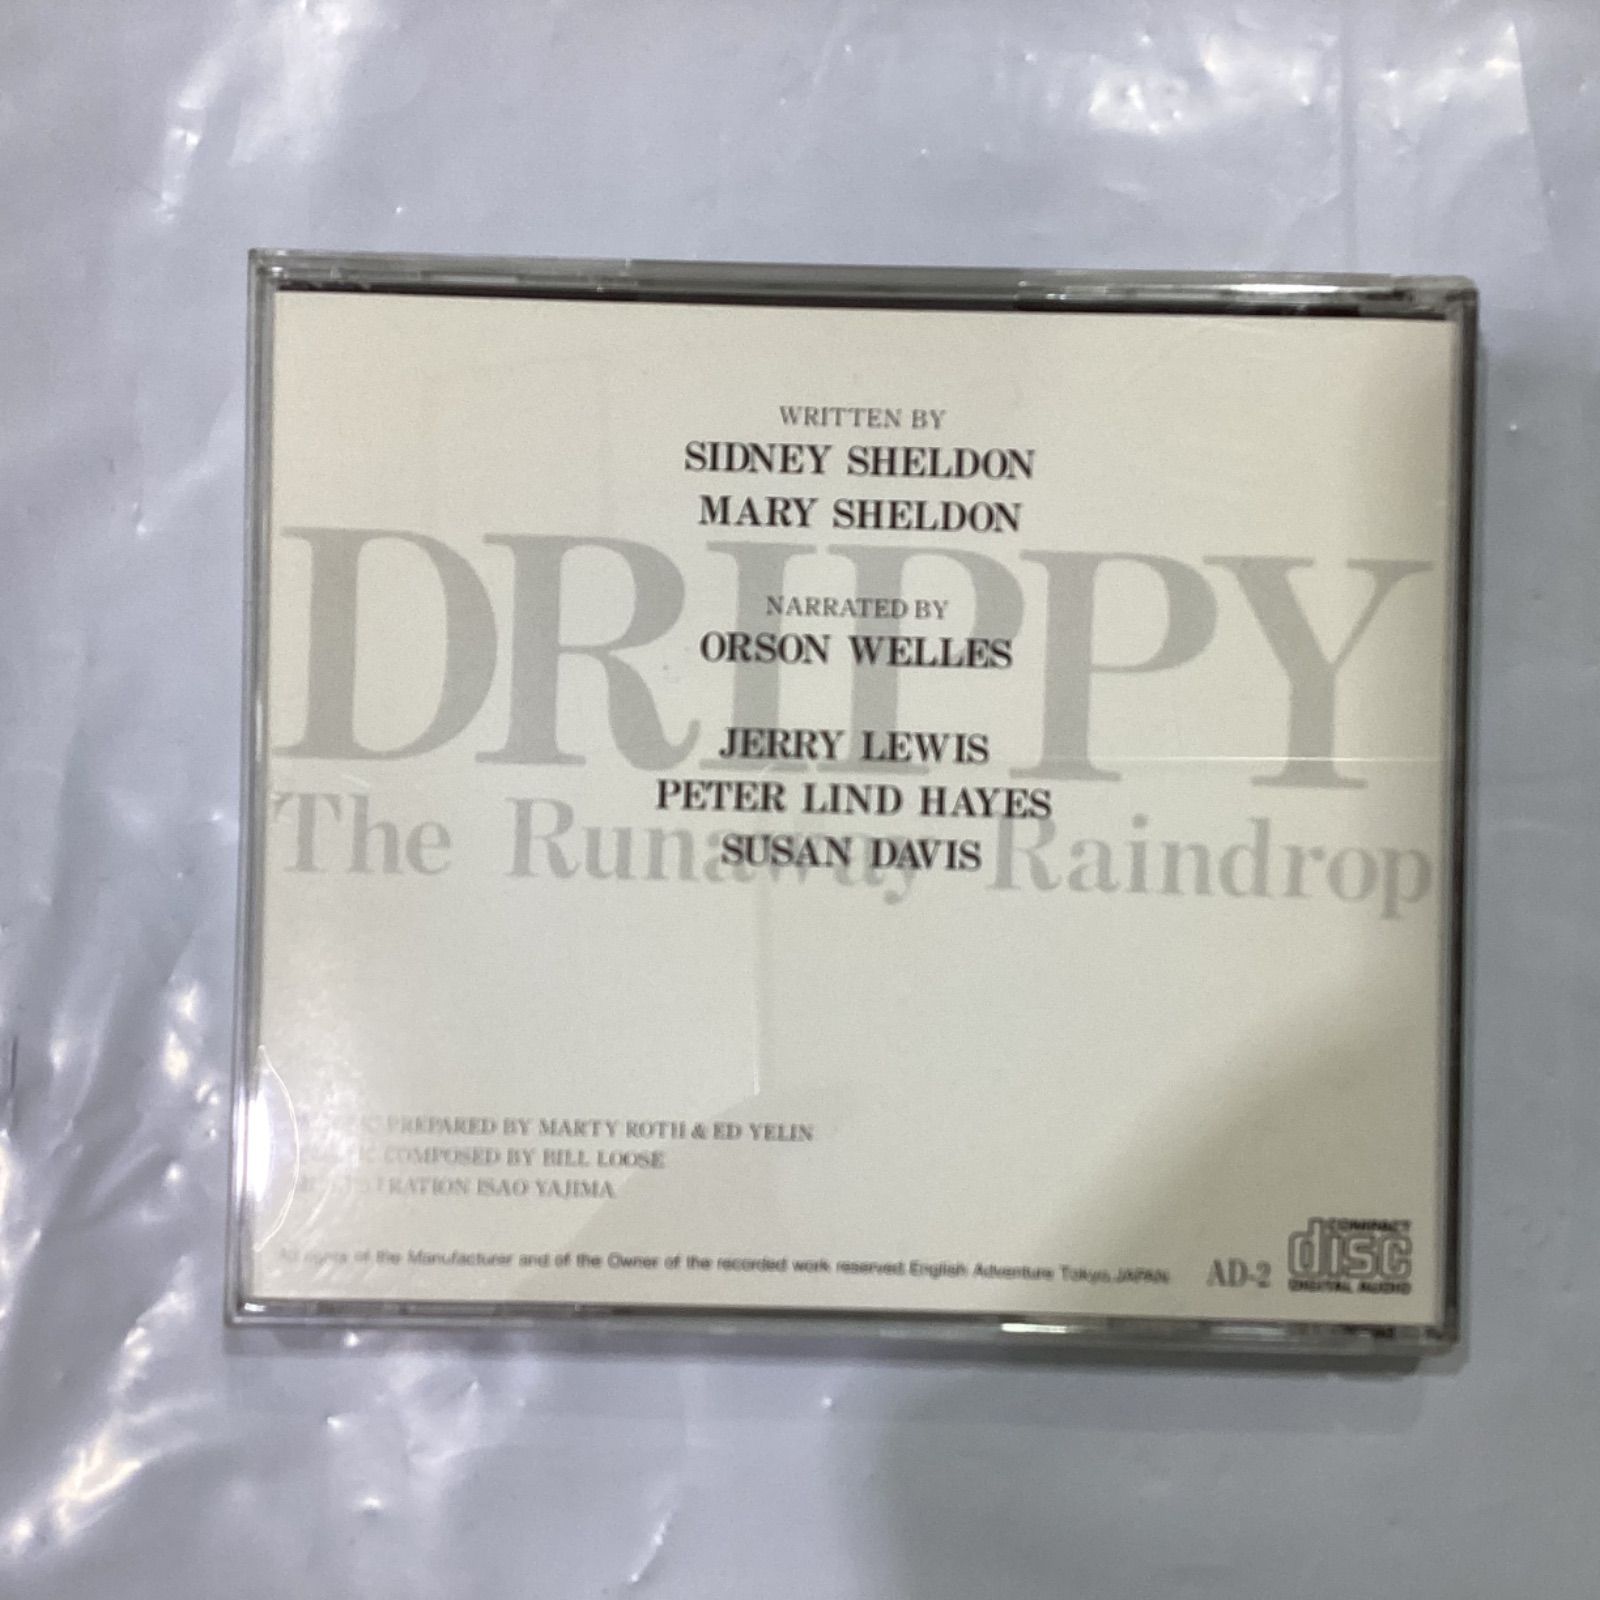 WRITTEN BY
SIDNEY SHELDON
MARY SHELDON
DRIPPY
NARRATED BY
ORSON WELLES
JERRY LEWIS
PETER LIND HAYES
The Runaway Raindrop
SUSAN DAVIS
PREPARED BY MARTY ROTH & ED YELIN
COMPOSED BY BILL LOOSE
ISAO YAJIMA
of the Manufacturer and of the Owner of the recorded work reserved. English Adventure Tokyo JAPAN
AD-2
COMPACT
disc
DIGITAL AUDIO